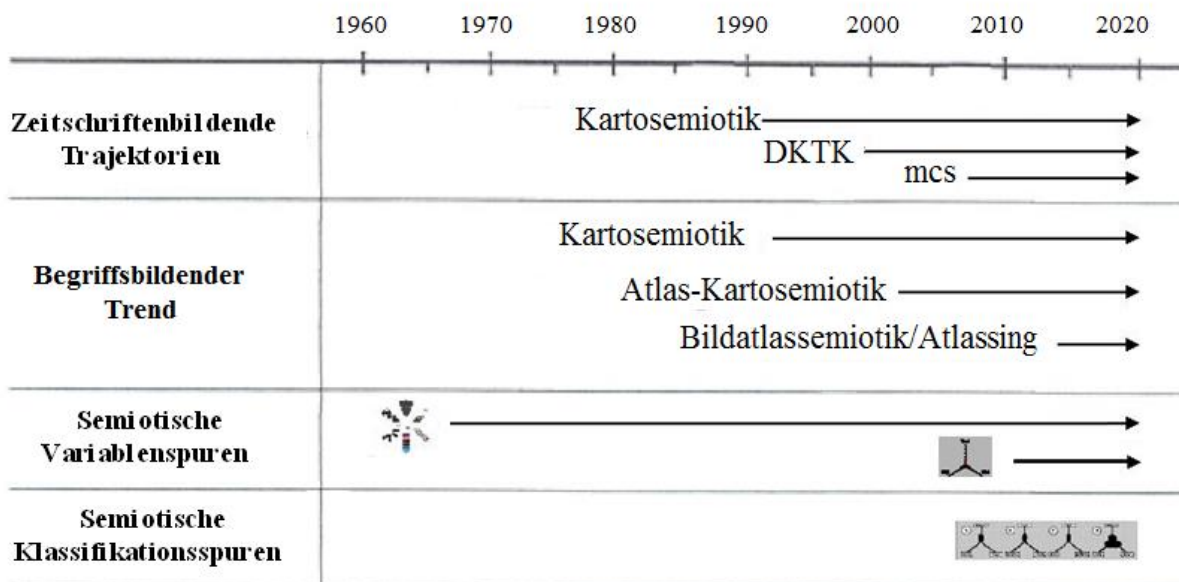 1960 1970 1980 1990 2000 2010 2020
Zeitschriftenbildende
Trajektorien
Kartosemiotik
DKTK
mcs
Begriffsbildender
Trend
Kartosemiotik
Atlas-Kartosemiotik
Bildatlassemiotik/Atlassing
Semiotische
Variablenspuren
Semiotische
Klassifikationsspuren